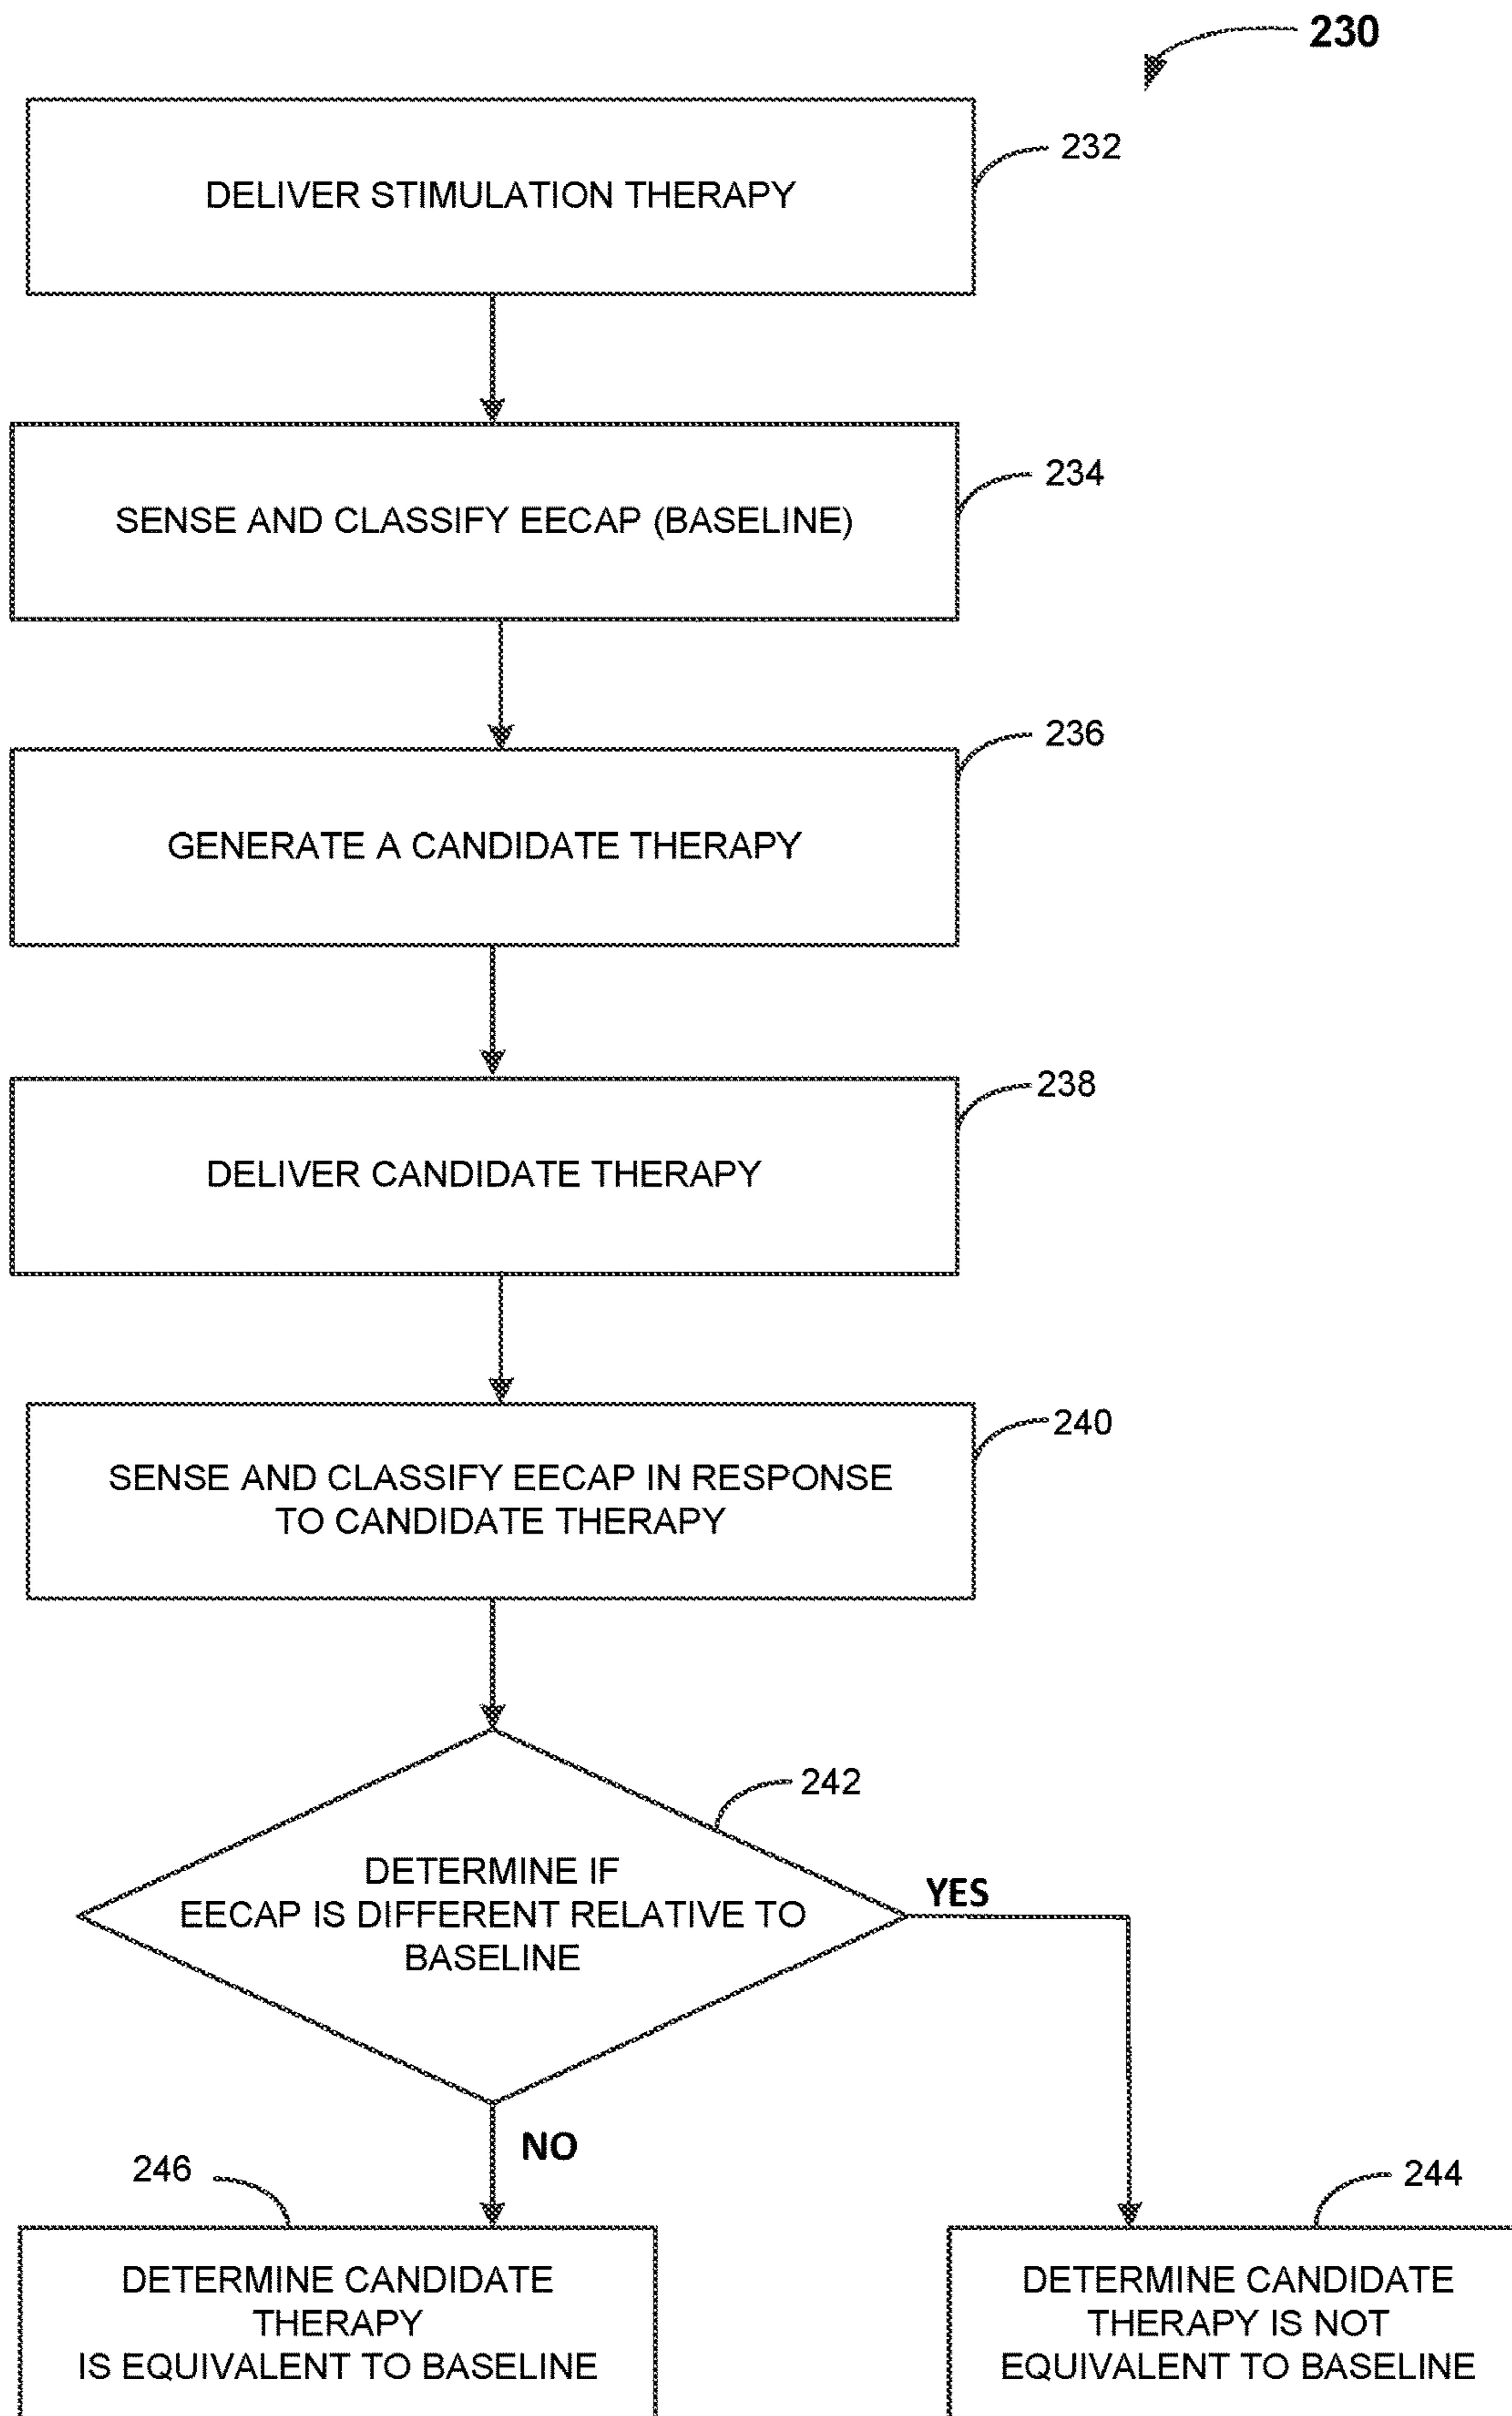 230
232
DELIVER STIMULATION THERAPY
234
SENSE AND CLASSIFY EECAP (BASELINE)
236
GENERATE A CANDIDATE THERAPY
238
DELIVER CANDIDATE THERAPY
240
SENSE AND CLASSIFY EECAP IN RESPONSE
TO CANDIDATE THERAPY
242
DETERMINE IF
EECAP IS DIFFERENT RELATIVE TO
BASELINE
YES
NO
246
DETERMINE CANDIDATE
THERAPY
IS EQUIVALENT TO BASELINE
244
DETERMINE CANDIDATE
THERAPY IS NOT
EQUIVALENT TO BASELINE